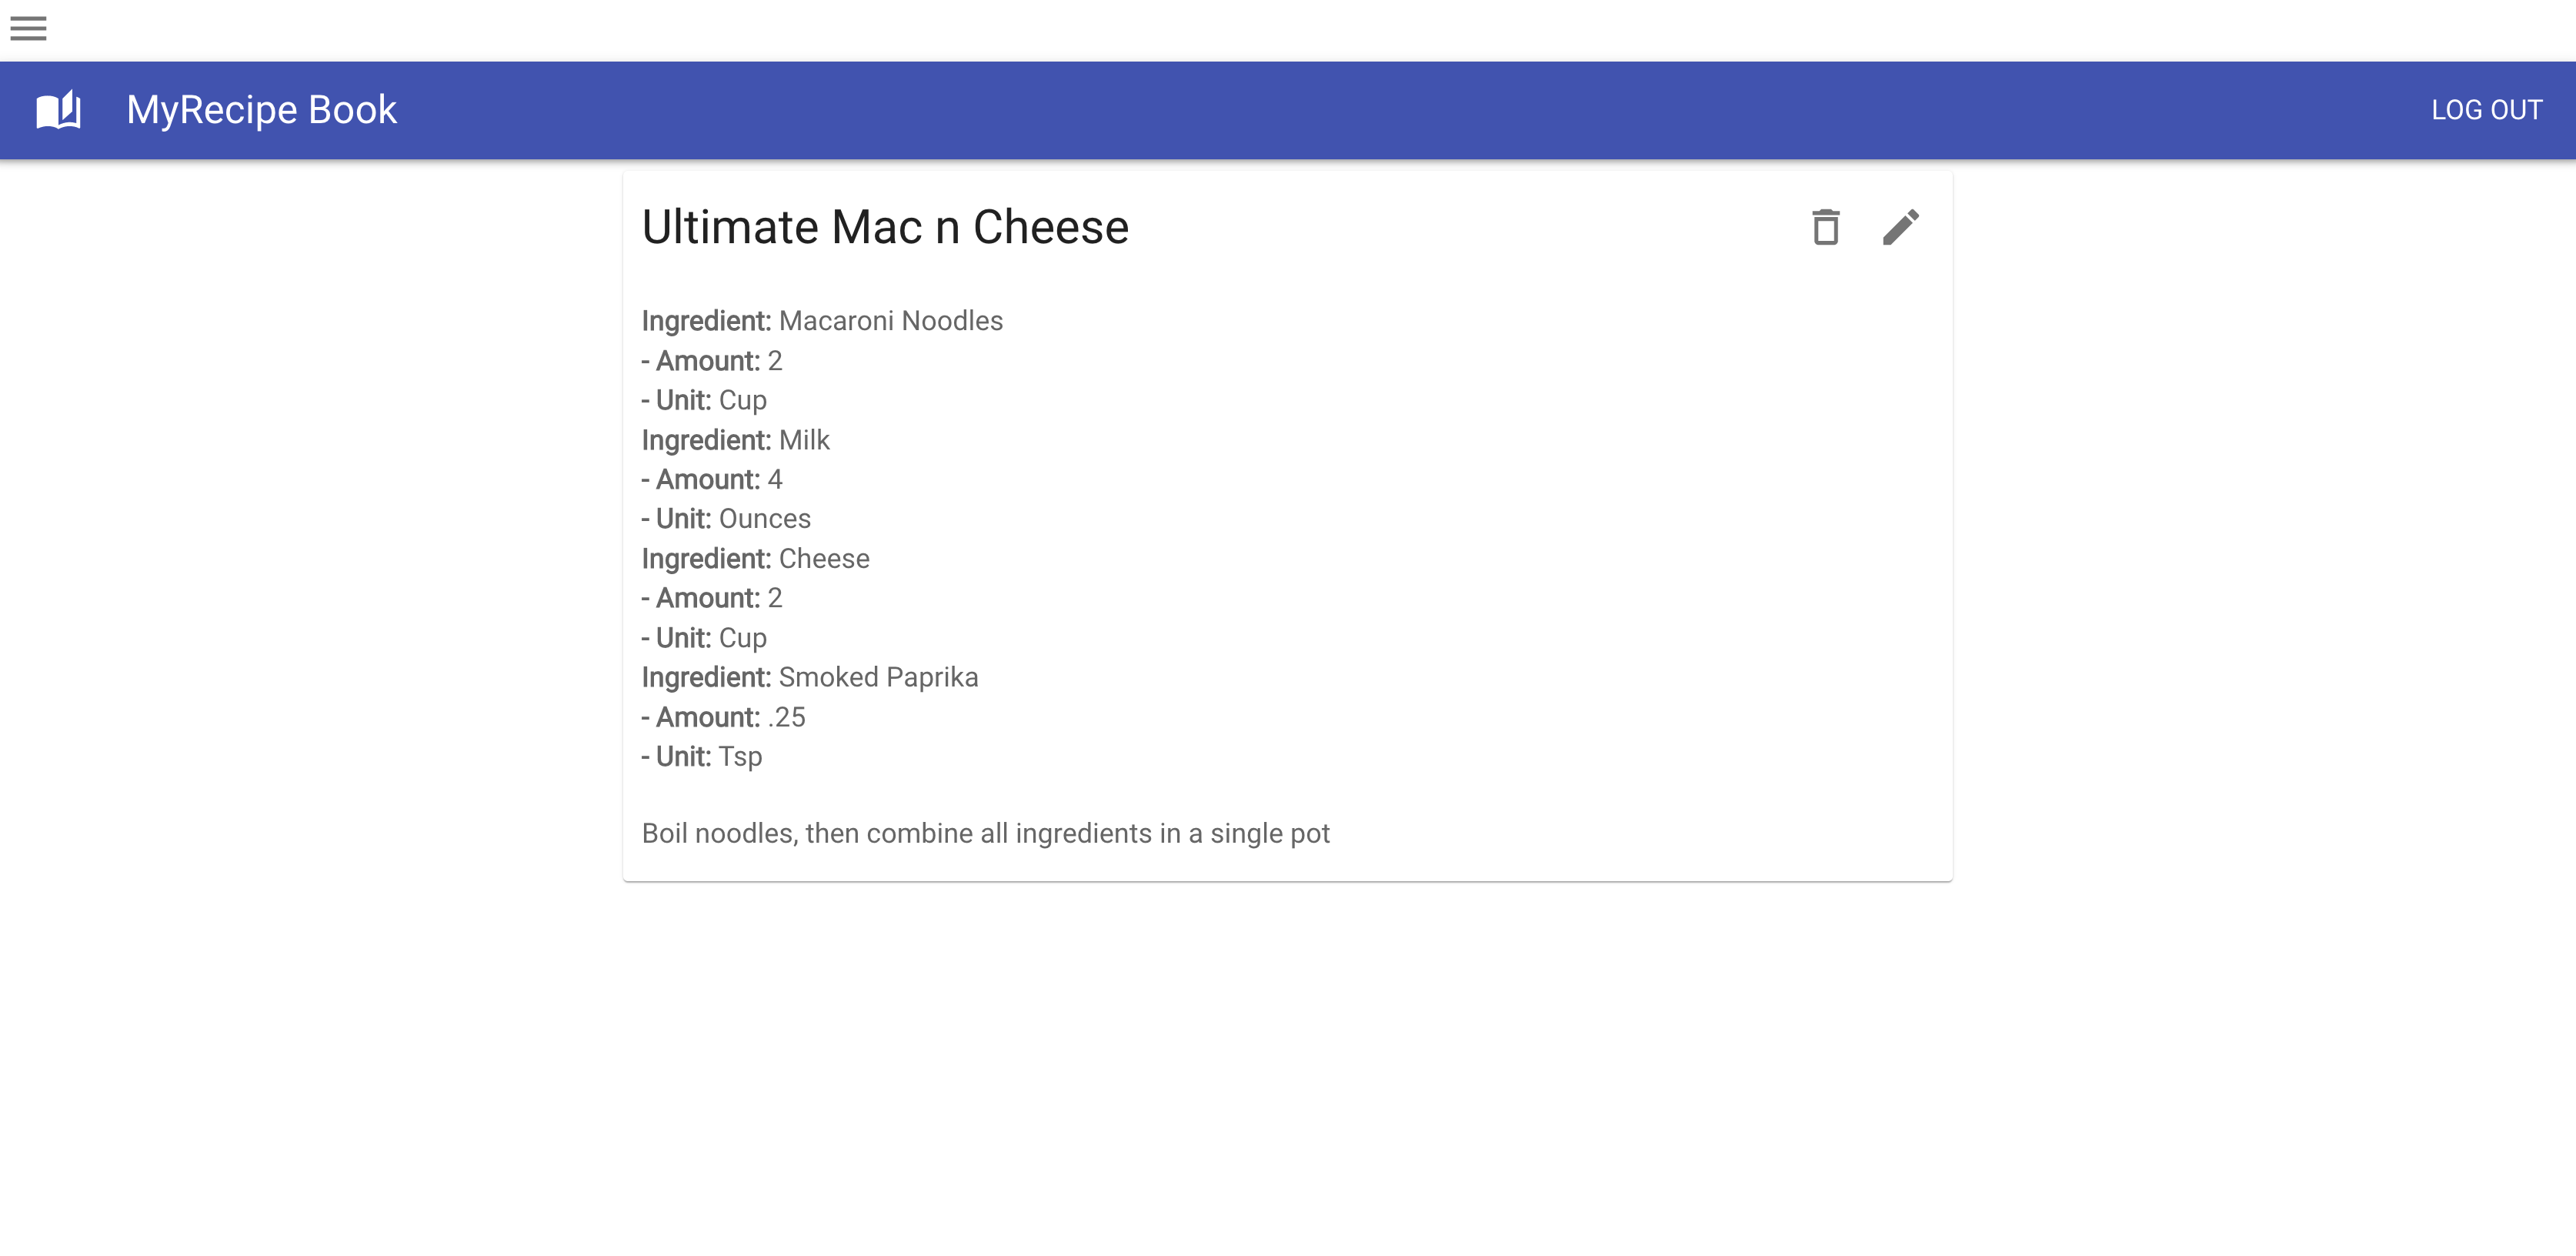 MyRecipe Book
LOG OUT
Ultimate Mac n Cheese
Ingredient: Macaroni Noodles
- Amount: 2
- Unit: Cup
Ingredient: Milk
- Amount: 4
- Unit: Ounces
Ingredient: Cheese
- Amount: 2
- Unit: Cup
Ingredient: Smoked Paprika
- Amount: .25
- Unit: Tsp
Boil noodles, then combine all ingredients in a single pot